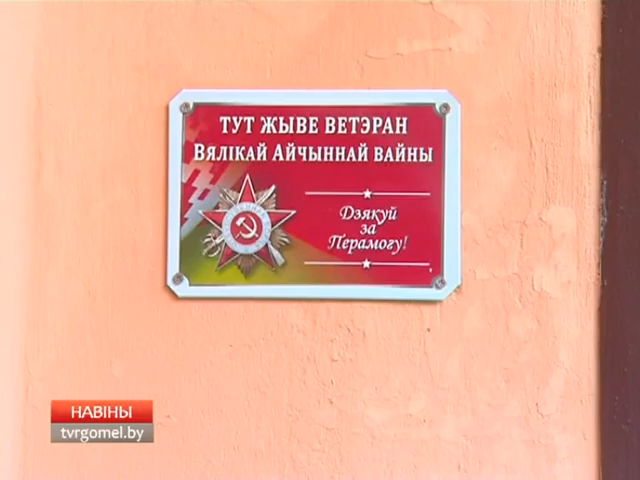 ТУТ ЖЫВЕ ВЕТЭРАН
ВЯЛІКАЙ АЙЧЫННАЙ ВАЙНЫ
Дзякуй
за
Перамогу!
НАВІНЫ
tvrgomel.by